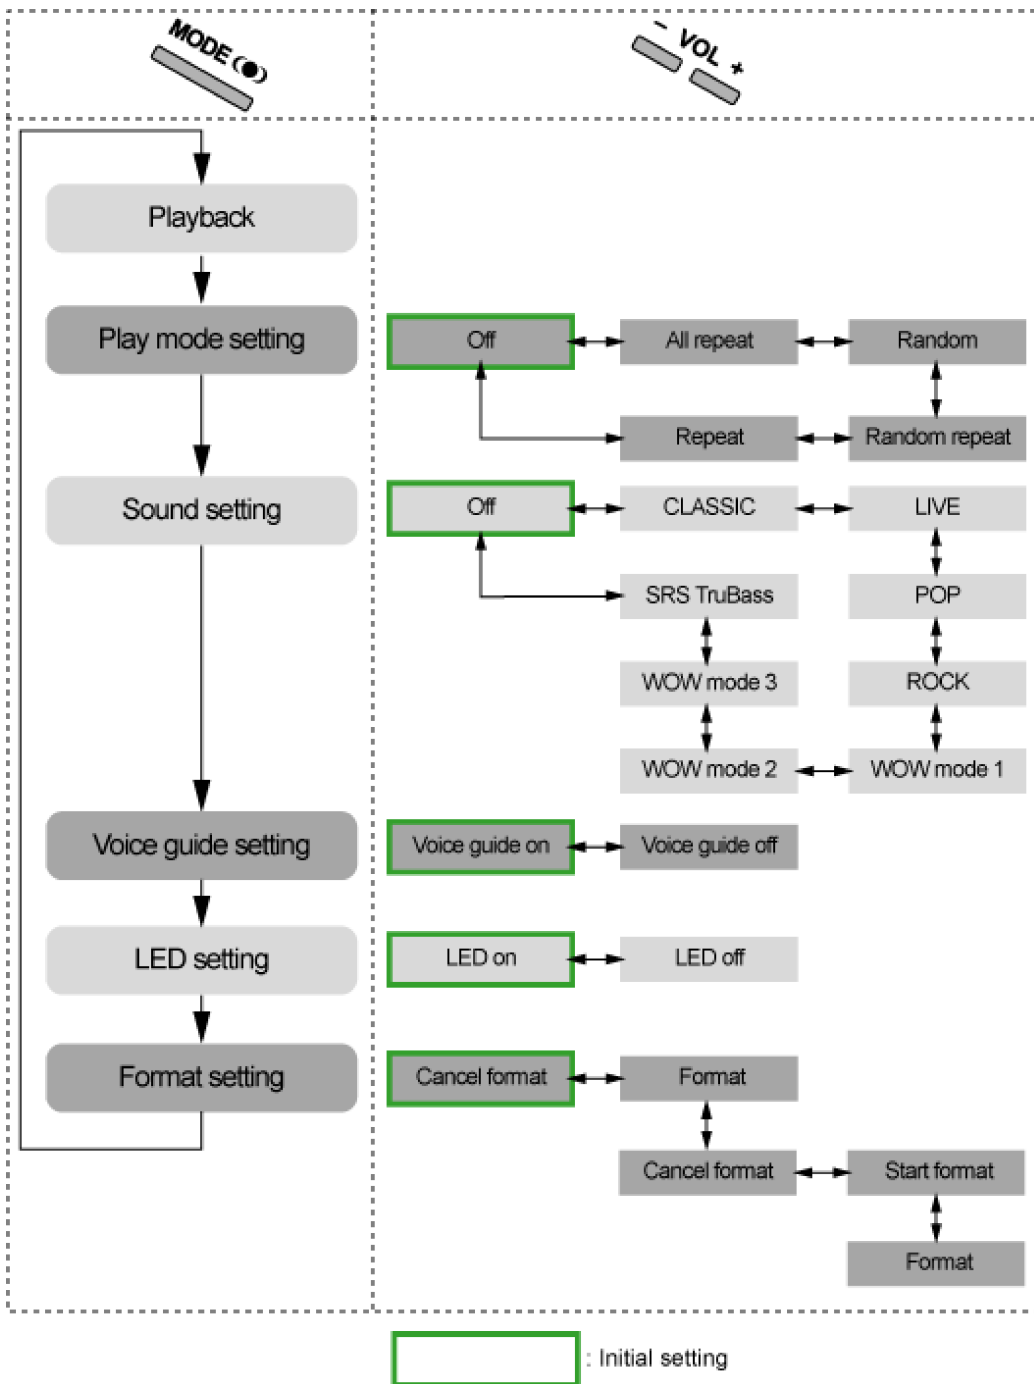 MODE
− VOL +
Playback
Play mode setting
Off
All repeat
Random
Repeat
Random repeat
Sound setting
Off
CLASSIC
LIVE
SRS TruBass
POP
WOW mode 3
ROCK
WOW mode 2
WOW mode 1
Voice guide setting
Voice guide on
Voice guide off
LED setting
LED on
LED off
Format setting
Cancel format
Format
Cancel format
Start format
Format
: Initial setting